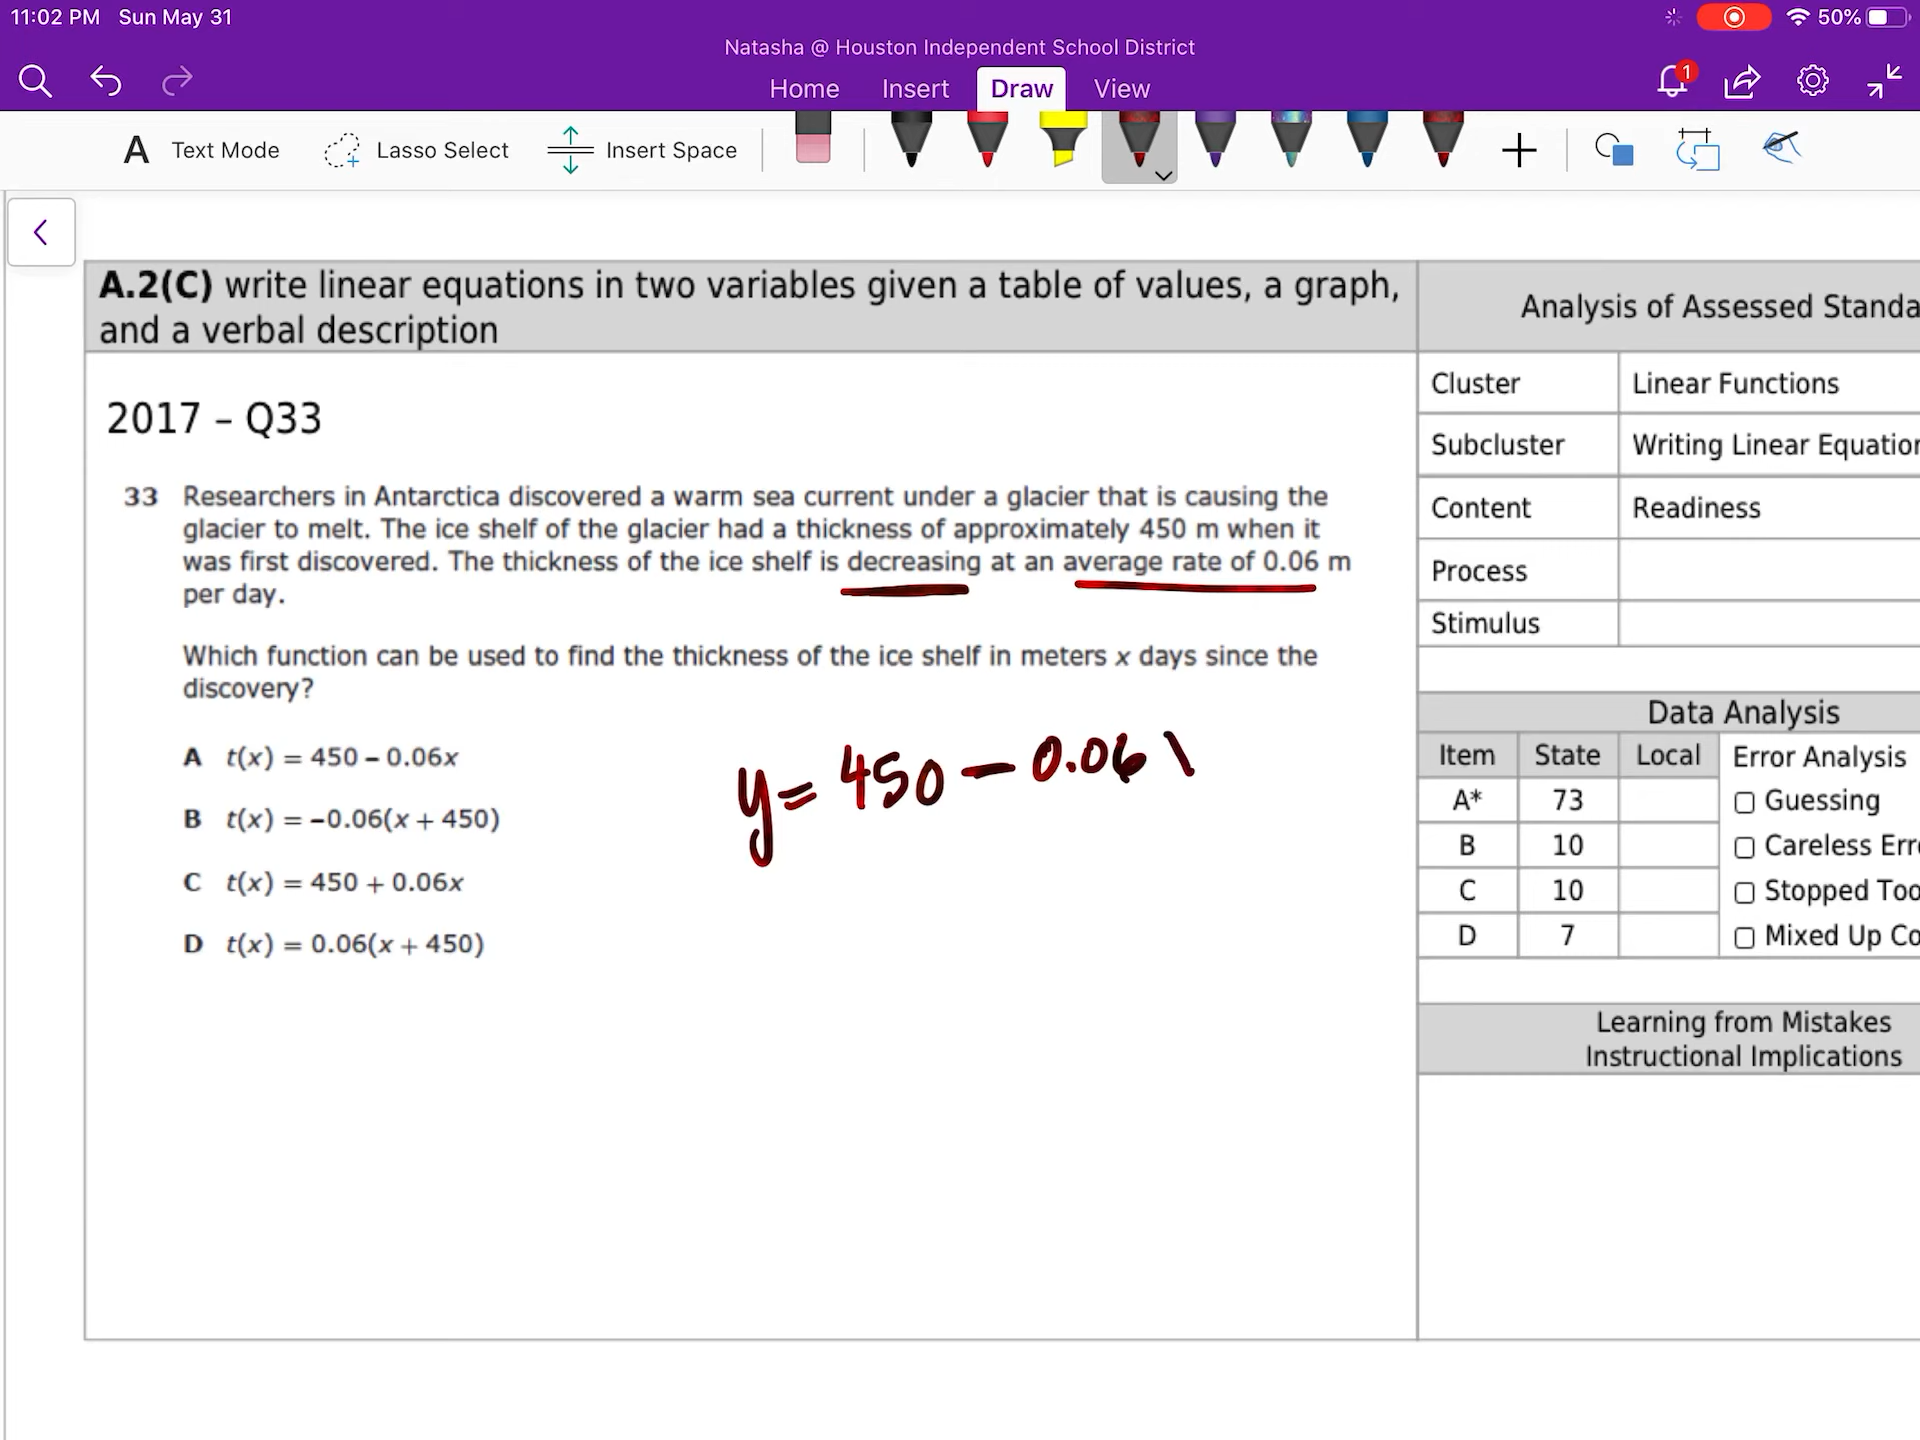 11:02 PM Sun May 31
50%
Natasha @ Houston Independent School District
Home Insert Draw View
1
A Text Mode Lasso Select Insert Space
A.2(C) write linear equations in two variables given a table of values, a graph,
and a verbal description
2017 – Q33
33 Researchers in Antarctica discovered a warm sea current under a glacier that is causing the
glacier to melt. The ice shelf of the glacier had a thickness of approximately 450 m when it
was first discovered. The thickness of the ice shelf is decreasing at an average rate of 0.06 m
per day.
Which function can be used to find the thickness of the ice shelf in meters x days since the
discovery?
A t(x) = 450 – 0.06x
B t(x) = –0.06(x + 450)
C t(x) = 450 + 0.06x
D t(x) = 0.06(x + 450)
y = 450 – 0.06 \
Analysis of Assessed Standa
Cluster Linear Functions
Subcluster Writing Linear Equation
Content Readiness
Process
Stimulus
Data Analysis
Item State Local Error Analysis
A* 73 Guessing
B 10 Careless Erro
C 10 Stopped Too
D 7 Mixed Up Co
Learning from Mistakes
Instructional Implications